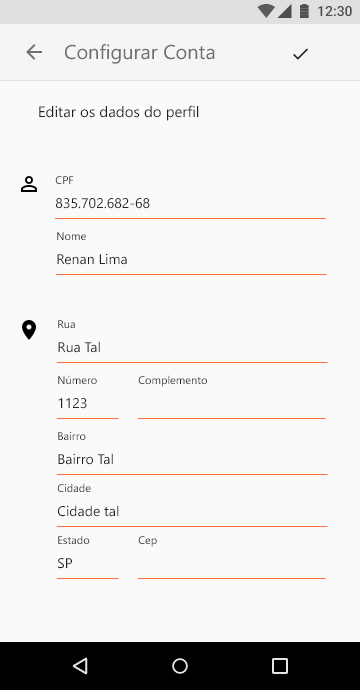 12:30
Configurar Conta
Editar os dados do perfil
CPF
835.702.682-68
Nome
Renan Lima
Rua
Rua Tal
Número Complemento
1123
Bairro
Bairro Tal
Cidade
Cidade tal
Estado Cep
SP